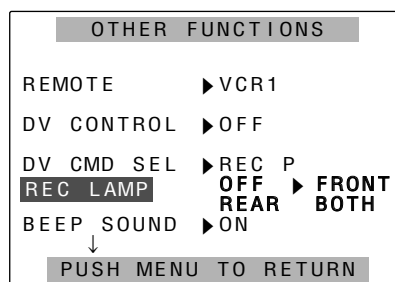 OTHER FUNCTIONS
REMOTE ▶VCR1
DV CONTROL ▶OFF
DV CMD SEL ▶REC P
REC LAMP OFF ▶ FRONT
REAR BOTH
BEEP SOUND ▶ON
↓
PUSH MENU TO RETURN